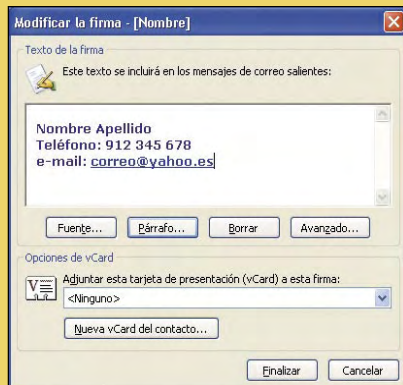 Modificar la firma - [Nombre]
Texto de la firma
Este texto se incluirá en los mensajes de correo salientes:
Nombre Apellido
Teléfono: 912 345 678
e-mail: correo@yahoo.es
Fuente... Párrafo... Borrar Avanzado...
Opciones de vCard
Adjuntar esta tarjeta de presentación (vCard) a esta firma:
<Ninguno>
Nueva vCard del contacto...
Finalizar Cancelar